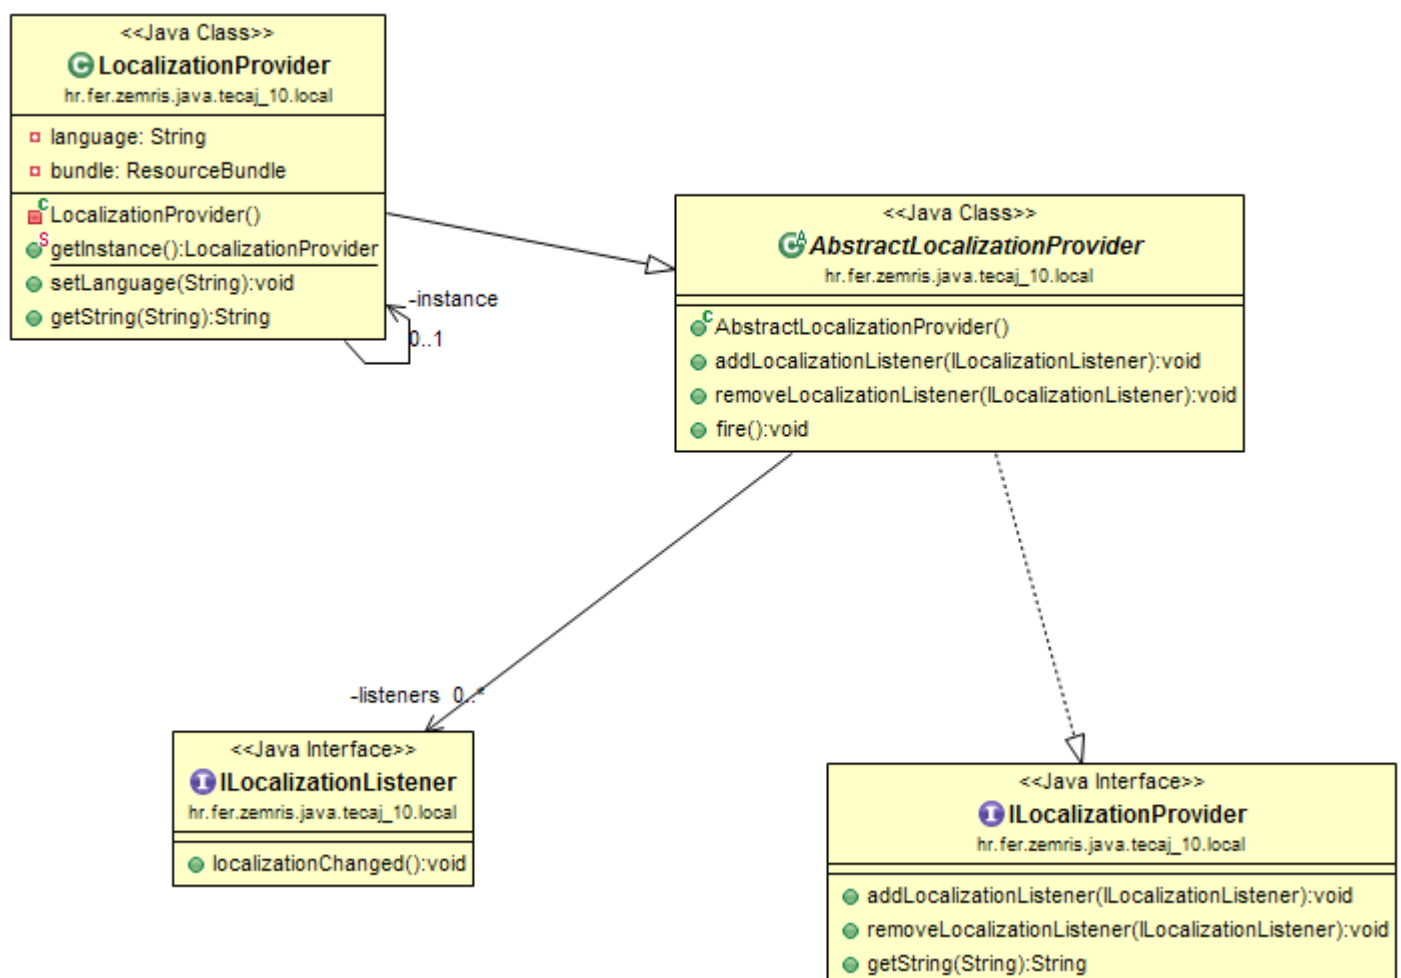 <<Java Class>>
LocalizationProvider
hr.fer.zemris.java.tecaj_10.local
language: String
bundle: ResourceBundle
LocalizationProvider()
getInstance():LocalizationProvider
setLanguage(String):void
getString(String):String
-instance
0..1
<<Java Class>>
AbstractLocalizationProvider
hr.fer.zemris.java.tecaj_10.local
AbstractLocalizationProvider()
addLocalizationListener(ILocalizationListener):void
removeLocalizationListener(ILocalizationListener):void
fire():void
-listeners 0..*
<<Java Interface>>
ILocalizationListener
hr.fer.zemris.java.tecaj_10.local
localizationChanged():void
<<Java Interface>>
ILocalizationProvider
hr.fer.zemris.java.tecaj_10.local
addLocalizationListener(ILocalizationListener):void
removeLocalizationListener(ILocalizationListener):void
getString(String):String